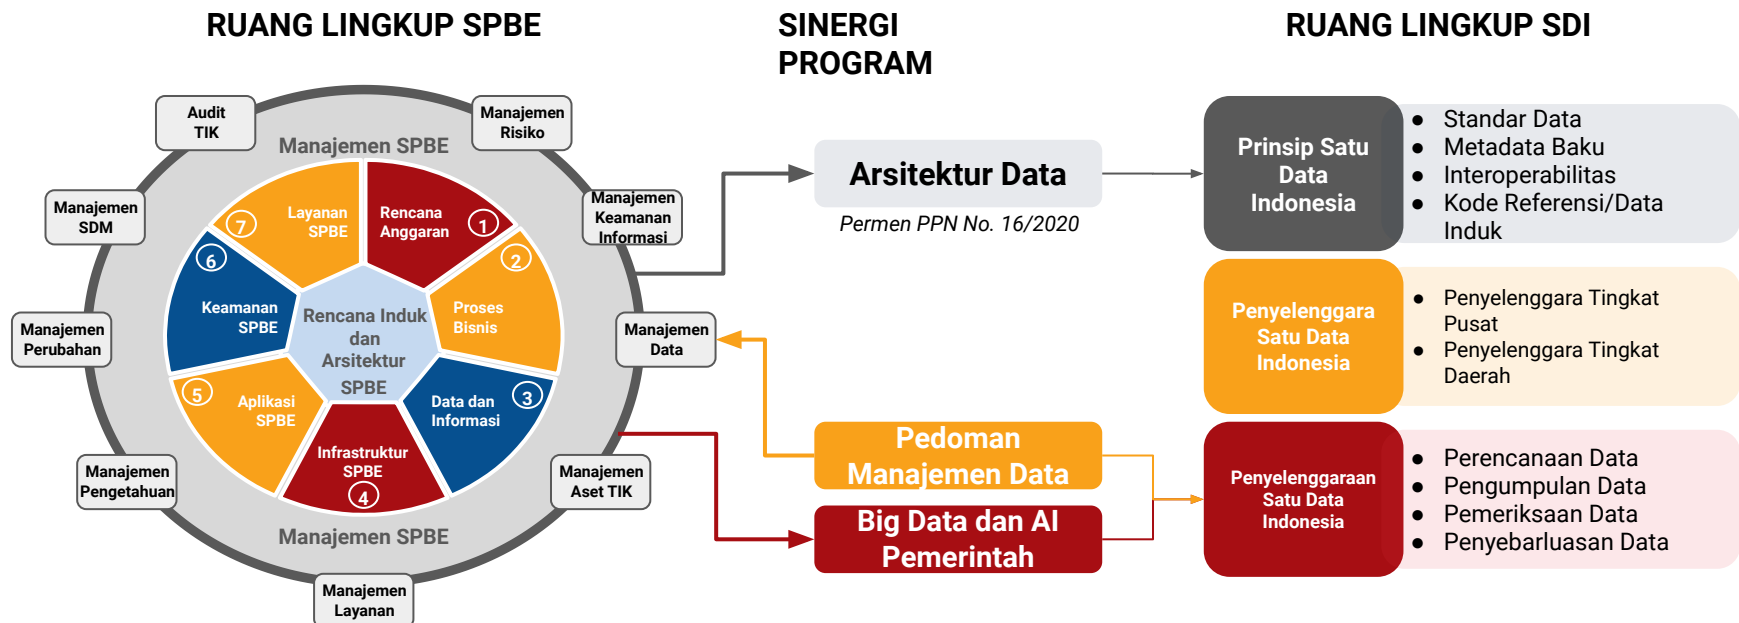 RUANG LINGKUP SPBE
SINERGI
PROGRAM
RUANG LINGKUP SDI
Audit
TIK
Manajemen
Risiko
Manajemen SPBE
Manajemen
SDM
Manajemen
Keamanan
Informasi
Layanan
SPBE
7
Rencana
Anggaran
1
6
2
Keamanan
SPBE
Proses
Bisnis
Rencana Induk
dan
Arsitektur
SPBE
Manajemen
Perubahan
Manajemen
Data
5
Aplikasi
SPBE
Data dan
Informasi
3
Infrastruktur
SPBE
4
Manajemen
Pengetahuan
Manajemen
Aset TIK
Manajemen SPBE
Manajemen
Layanan
Arsitektur Data
Permen PPN No. 16/2020
Pedoman
Manajemen Data
Big Data dan AI
Pemerintah
Prinsip Satu
Data
Indonesia
● Standar Data
● Metadata Baku
● Interoperabilitas
● Kode Referensi/Data
Induk
Penyelenggara
Satu Data
Indonesia
● Penyelenggara Tingkat
Pusat
● Penyelenggara Tingkat
Daerah
Penyelenggaraan
Satu Data
Indonesia
● Perencanaan Data
● Pengumpulan Data
● Pemeriksaan Data
● Penyebarluasan Data